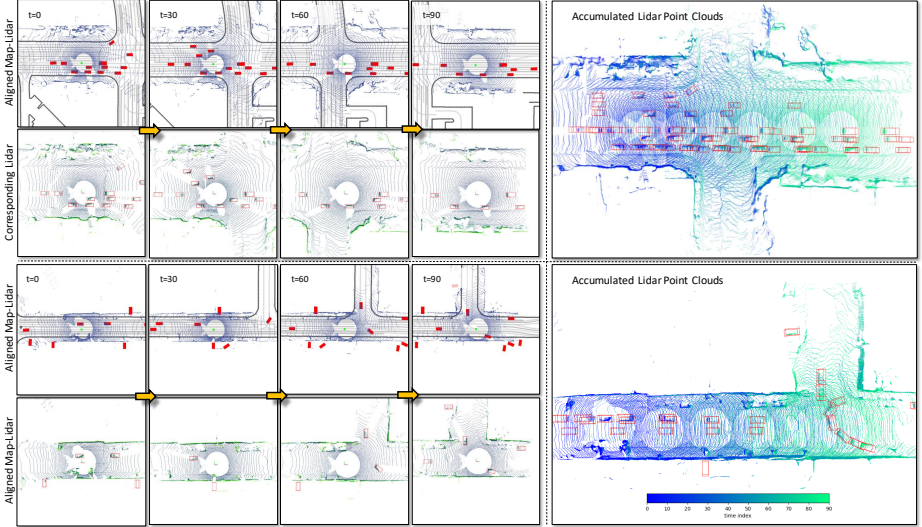 Aligned Map-Lidar
t=0
t=30
t=60
t=90
Accumulated Lidar Point Clouds
Corresponding Lidar
Aligned Map-Lidar
t=0
t=30
t=60
t=90
Accumulated Lidar Point Clouds
Aligned Map-Lidar
0 10 20 30 40 50 60 70 80 90
time index